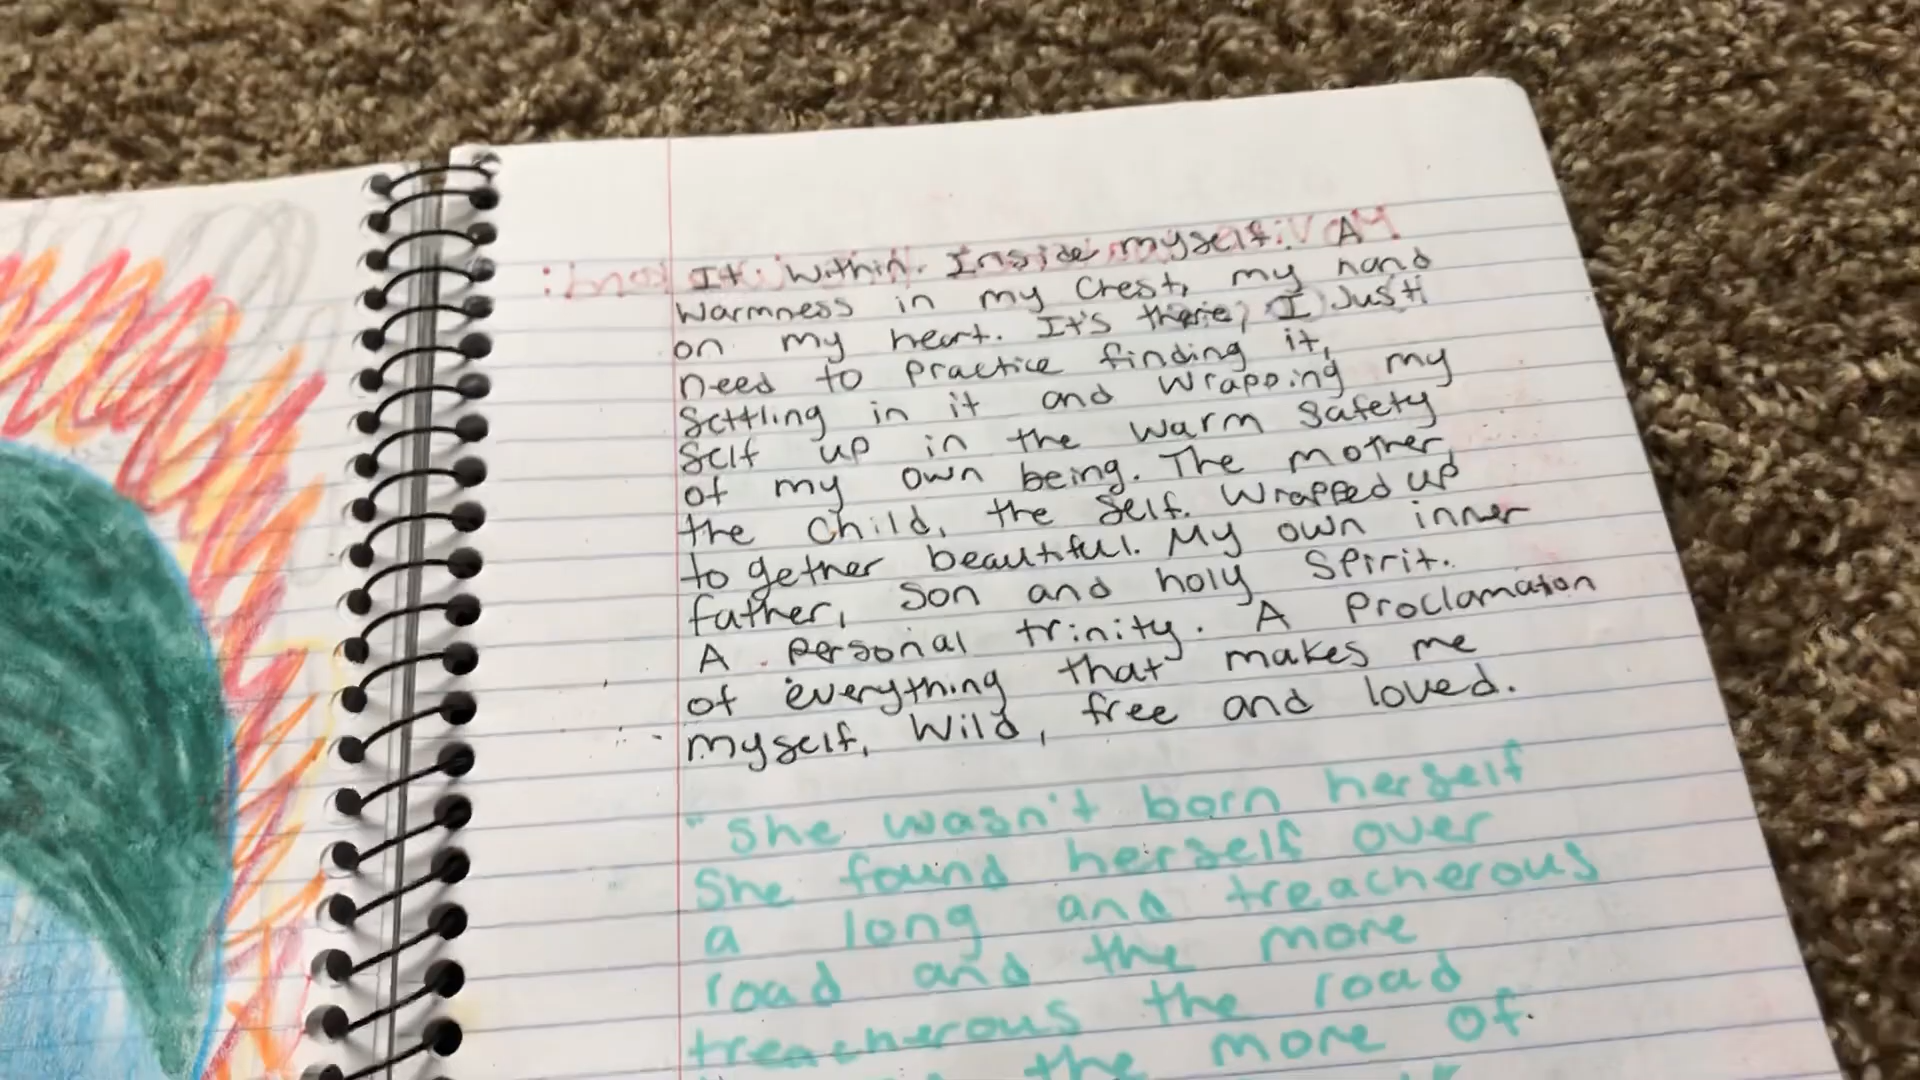 It within. Inside myself. A
Warmness in my chest, my hand
on my heart. It's there, I Just
need to practice finding it,
Settling in it and wrapping my
Self up in the warm safety
of my own being. The mother,
the child, the self. Wrapped up
together beautiful. My own inner
father, son and holy spirit.
A personal trinity. A Proclamaton
of everything that makes me
myself, Wild, free and loved.
"She wasn't born herself
She found herself over
a long and treacherous
road and the more
treacherous the road
the more of